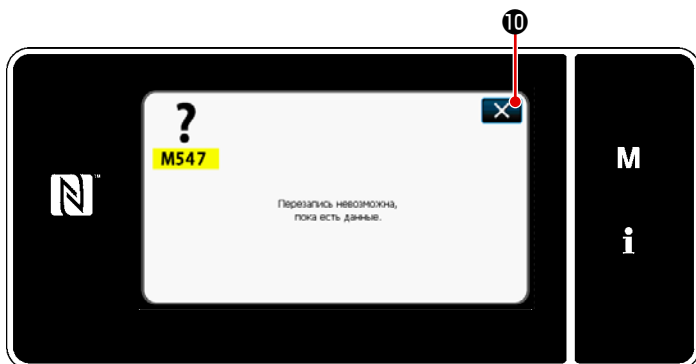 ❿
?
M547
Перезапись невозможна,
пока есть данные.
M
i